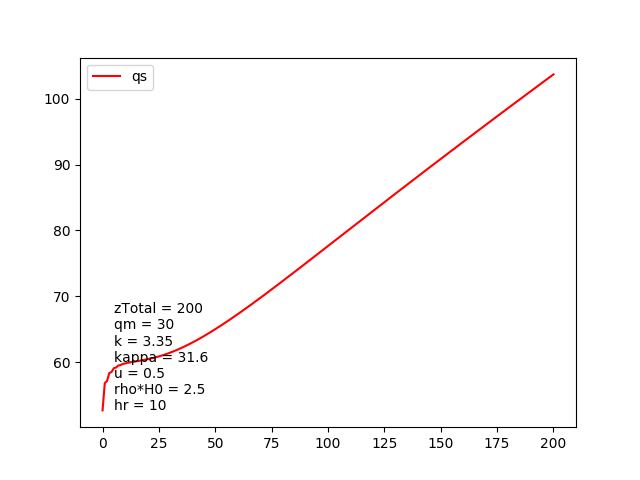 qs
100
90
80
70
60
zTotal = 200
qm = 30
k = 3.35
kappa = 31.6
u = 0.5
rho*H0 = 2.5
hr = 10
0 25 50 75 100 125 150 175 200